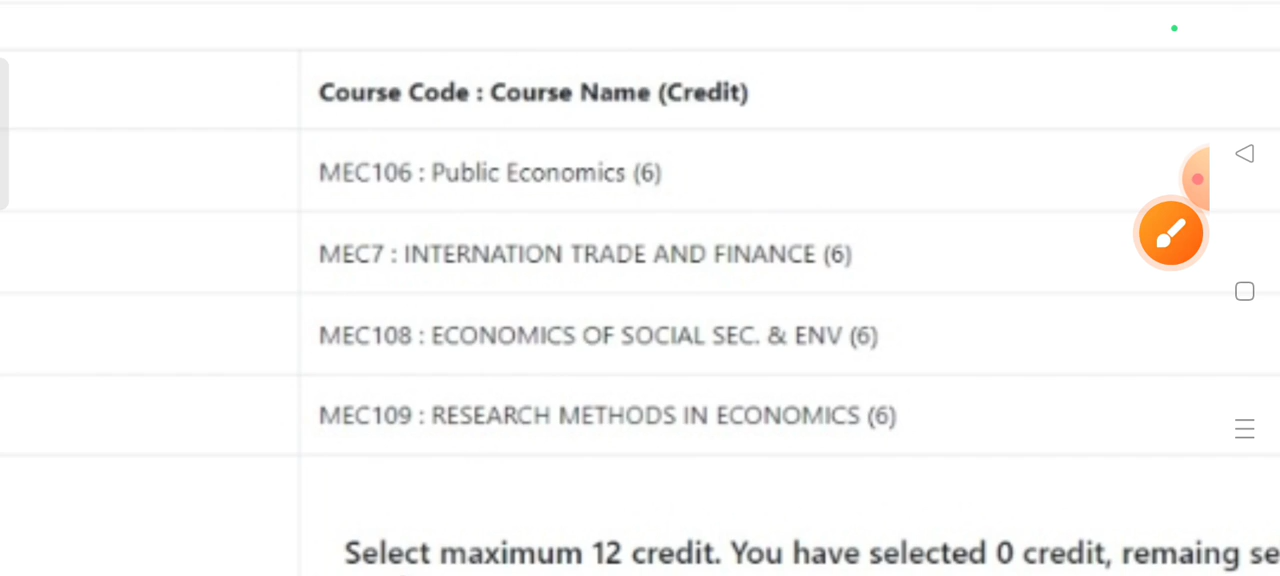 Course Code : Course Name (Credit)
MEC106 : Public Economics (6)
MEC7 : INTERNATION TRADE AND FINANCE (6)
MEC108 : ECONOMICS OF SOCIAL SEC. & ENV (6)
MEC109 : RESEARCH METHODS IN ECONOMICS (6)
Select maximum 12 credit. You have selected 0 credit, remaing se